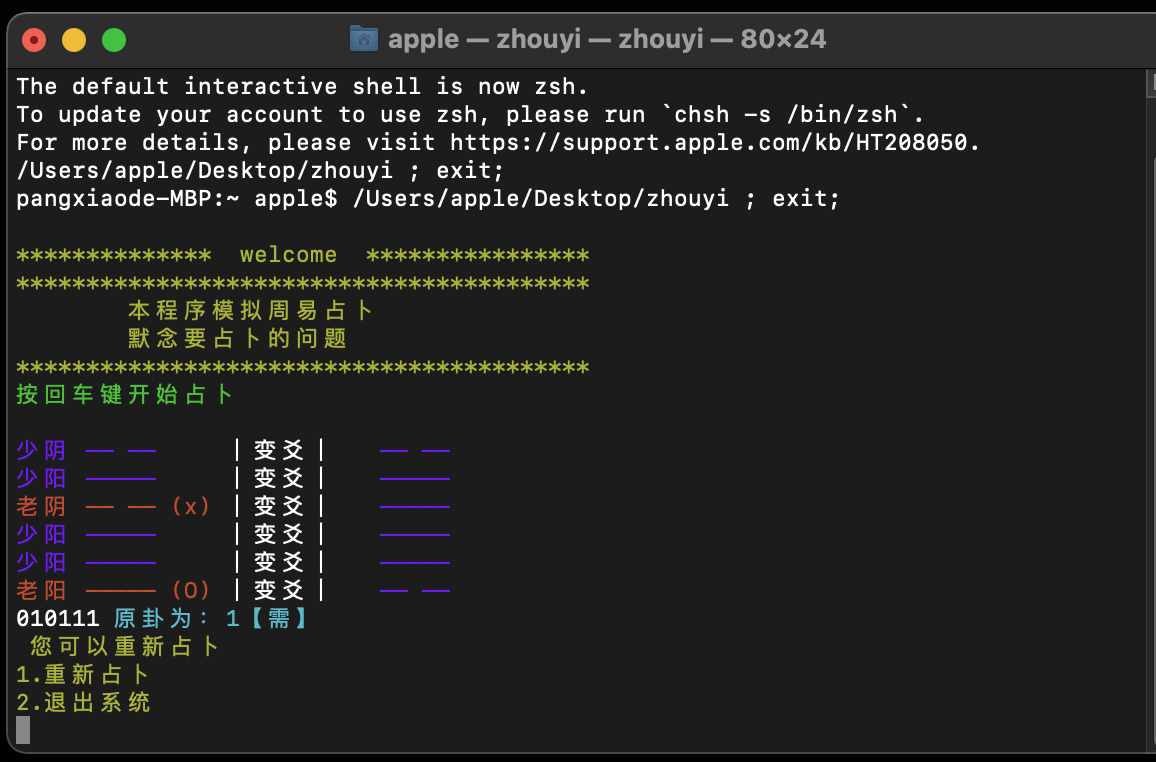 apple — zhouyi — zhouyi — 80×24
The default interactive shell is now zsh.
To update your account to use zsh, please run `chsh -s /bin/zsh`.
For more details, please visit https://support.apple.com/kb/HT208050.
/Users/apple/Desktop/zhouyi ; exit;
pangxiaode-MBP:~ apple$ /Users/apple/Desktop/zhouyi ; exit;
************** welcome ****************
*****************************************
本程序模拟周易占卜
默念要占卜的问题
*****************************************
按回车键开始占卜
少阴 —— —— | 变爻 | —— ——
少阳 ————— | 变爻 | —————
老阴 —— —— (x) | 变爻 | —————
少阳 ————— | 变爻 | —————
少阳 ————— | 变爻 | —————
老阳 ————— (O) | 变爻 | —— ——
010111 原卦为：1【需】
您可以重新占卜
1.重新占卜
2.退出系统